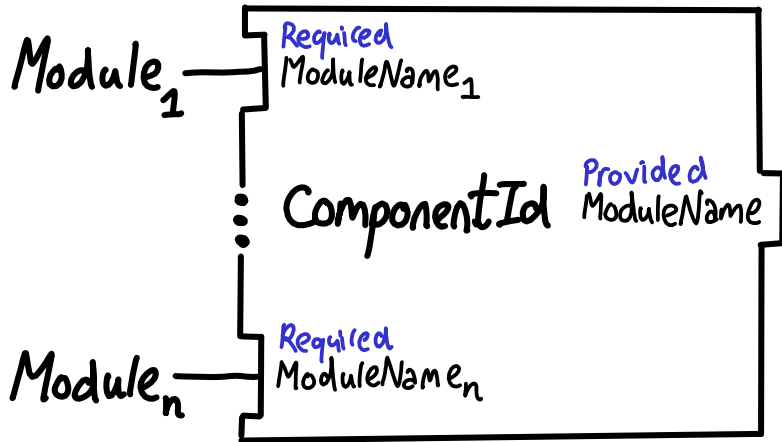 Required
Module₁
ModuleName₁
Provided
ComponentId
ModuleName
Required
Moduleₙ
ModuleNameₙ